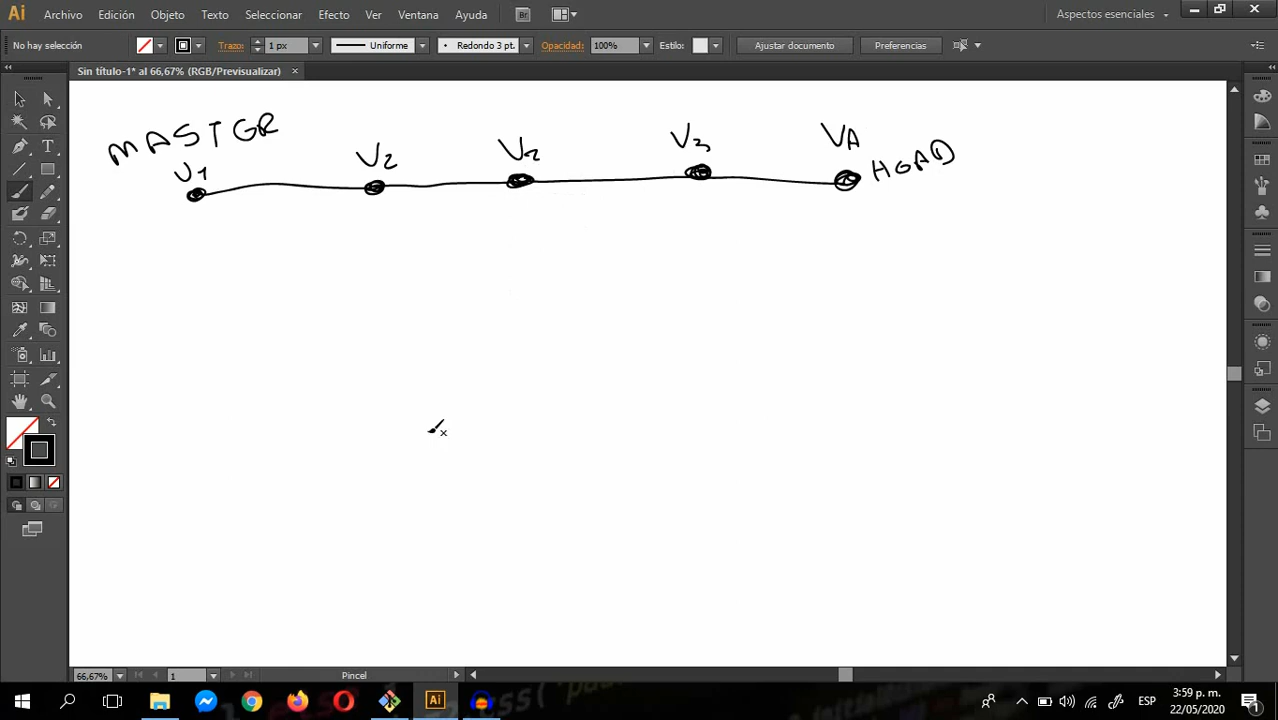 Ai Archivo Edición Objeto Texto Seleccionar Efecto Ver Ventana Ayuda Br Aspectos esenciales
No hay selección Trazo: 1 px Uniforme Redondo 3 pt. Opacidad: 100% Estilo: Ajustar documento Preferencias
Sin título-1* al 66,67% (RGB/Previsualizar)
MASTER
V1 V2 V2 V3 VA HEAD
66,67% 1 Pincel
Ai ESP 3:59 p. m.
22/05/2020